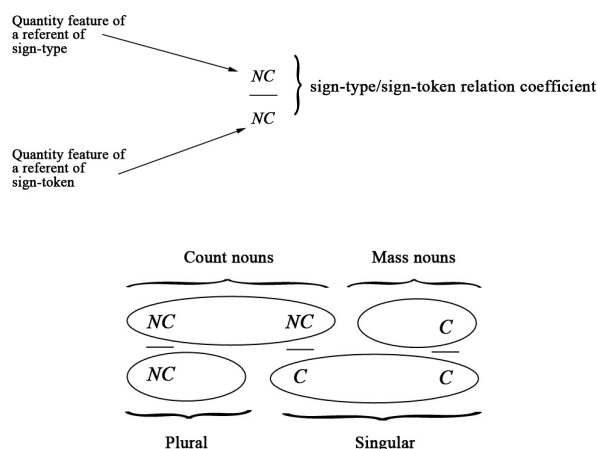 Quantity feature of
a referent of
sign-type
NC
NC
sign-type/sign-token relation coefficient
Quantity feature of
a referent of
sign-token
Count nouns
Mass nouns
NC
NC
C
NC
C
C
Plural
Singular